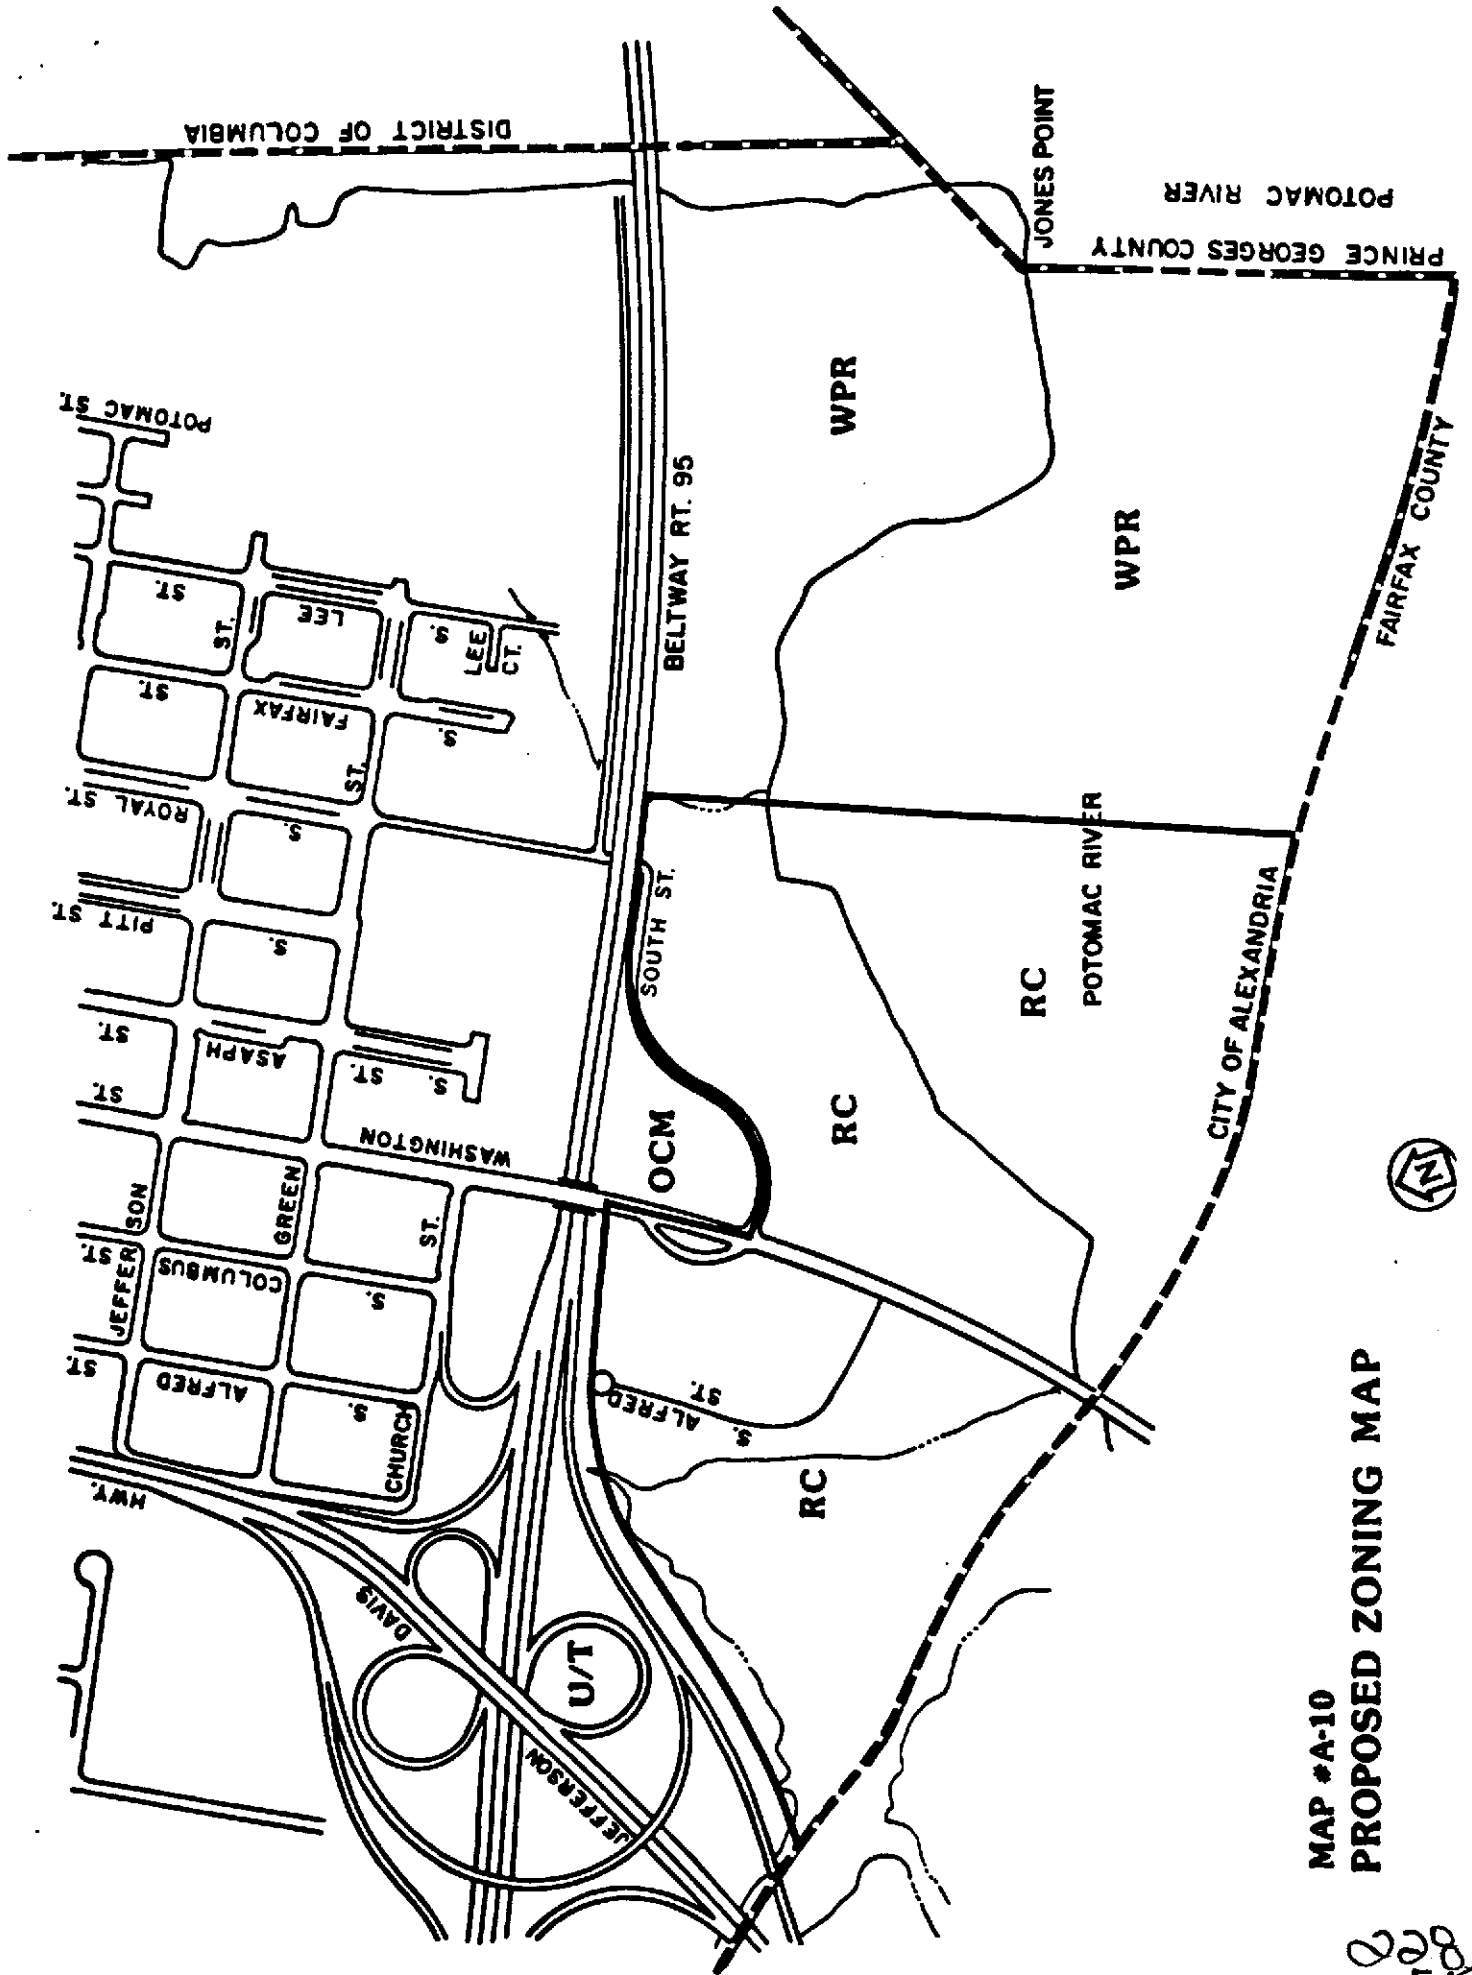 DISTRICT OF COLUMBIA
JONES POINT
POTOMAC RIVER
PRINCE GEORGES COUNTY
POTOMAC ST.
WPR
BELTWAY RT. 95
WPR
FAIRFAX COUNTY
ST.
LEE
S.
ST.
LEE
CT.
ST.
FAIRFAX
S.
ST.
ROYAL ST.
S.
PITT ST.
S.
SOUTH ST.
POTOMAC RIVER
RC
CITY OF ALEXANDRIA
ST.
ASAPH
ST.
S.
ST.
WASHINGTON
OCM
RC
JEFFER SON
GREEN
ST.
ST.
COLUMBUS
S.
ST.
ALFRED
S.
CHURCH
S. ALFRED
ST.
RC
HWY.
DAVIS
JEFFERSON
U/T
N
MAP #A-10
PROPOSED ZONING MAP